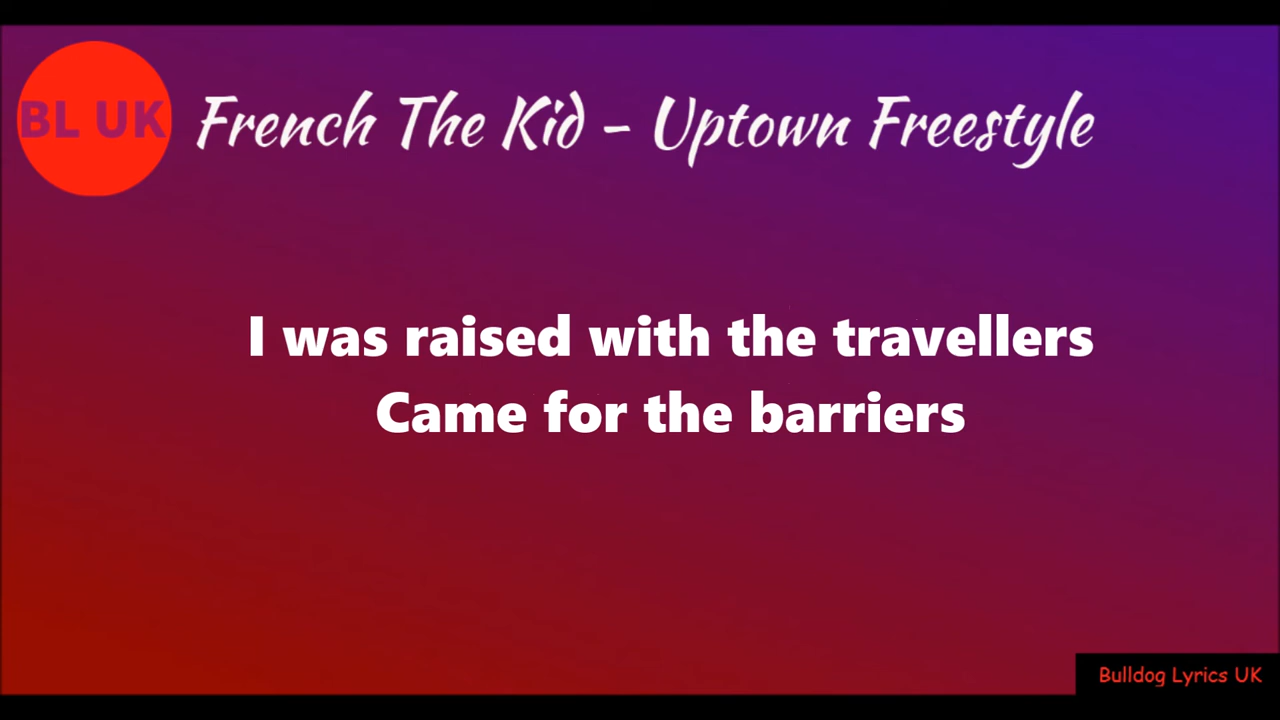 BL UK
French The Kid - Uptown Freestyle
I was raised with the travellers
Came for the barriers
Bulldog Lyrics UK